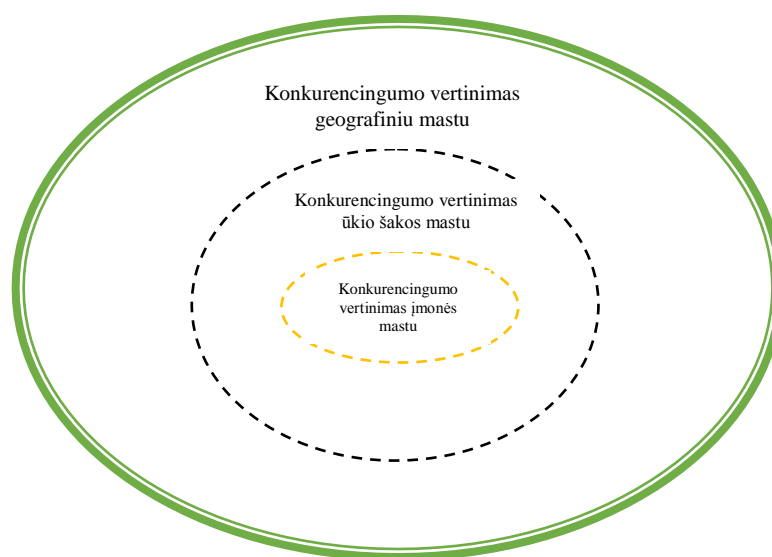 Konkurencingumo vertinimas
geografiniu mastu
Konkurencingumo vertinimas
ūkio šakos mastu
Konkurencingumo
vertinimas įmonės
mastu